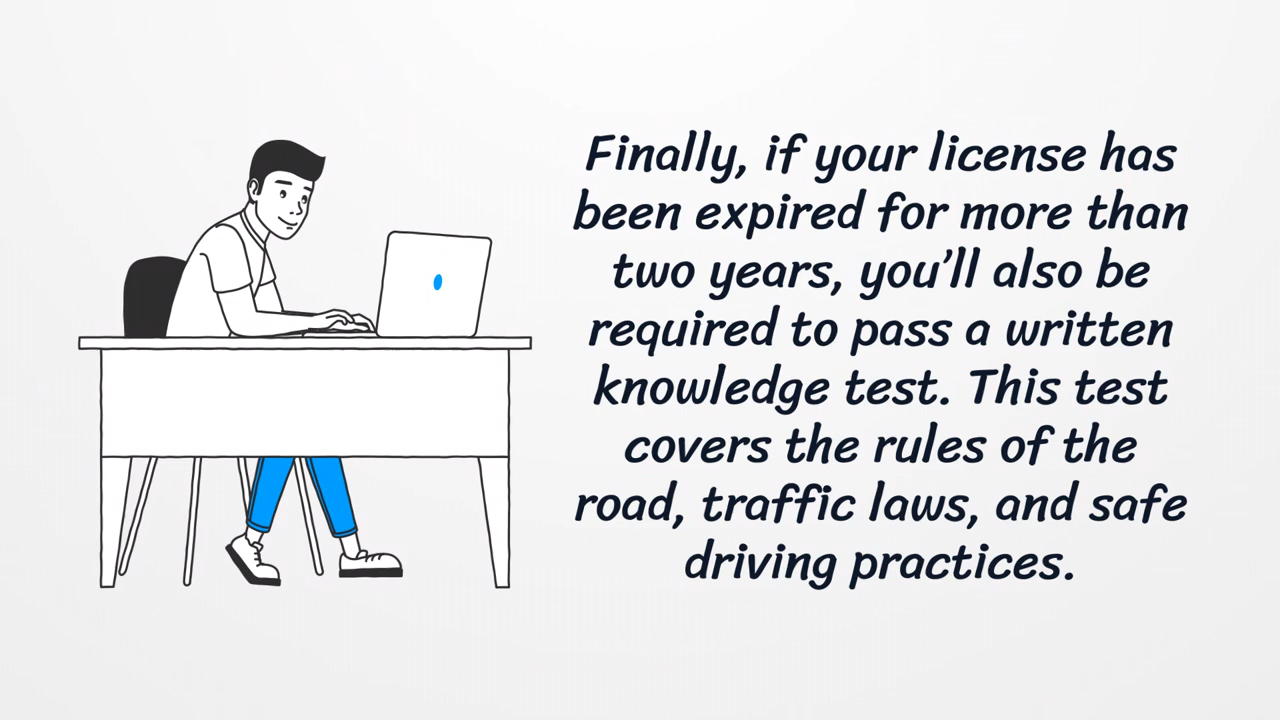 Finally, if your license has
been expired for more than
two years, you’ll also be
required to pass a written
knowledge test. This test
covers the rules of the
road, traffic laws, and safe
driving practices.